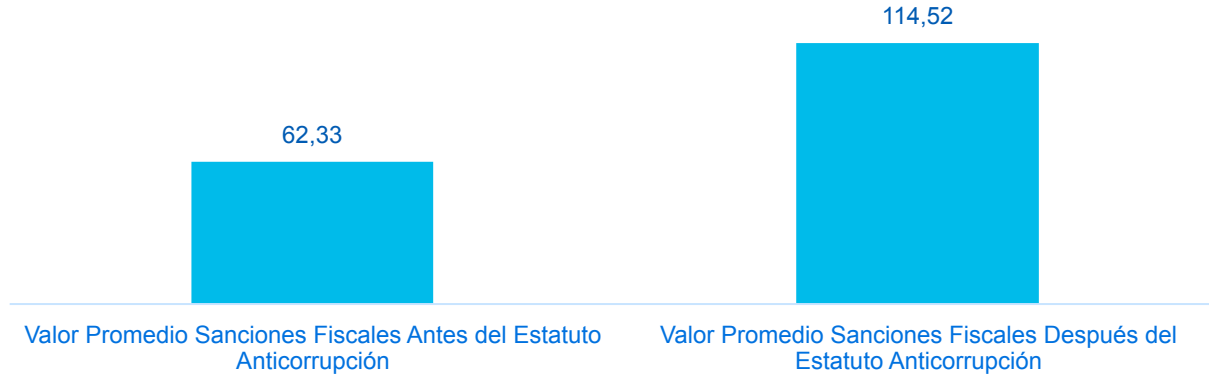 114,52
62,33
Valor Promedio Sanciones Fiscales Antes del Estatuto
Anticorrupción
Valor Promedio Sanciones Fiscales Después del
Estatuto Anticorrupción